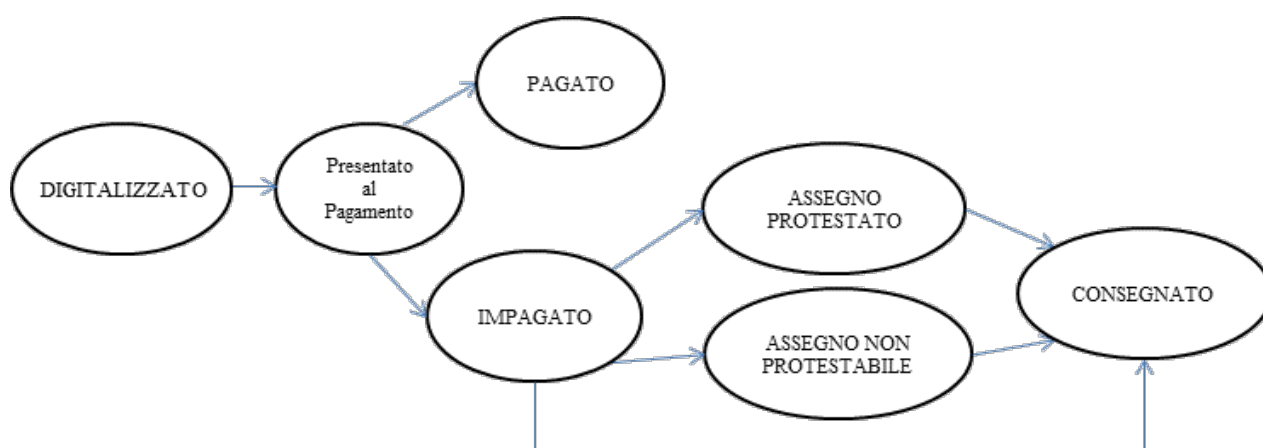 PAGATO
DIGITALIZZATO
Presentato
al
Pagamento
ASSEGNO
PROTESTATO
IMPAGATO
CONSEGNATO
ASSEGNO NON
PROTESTABILE